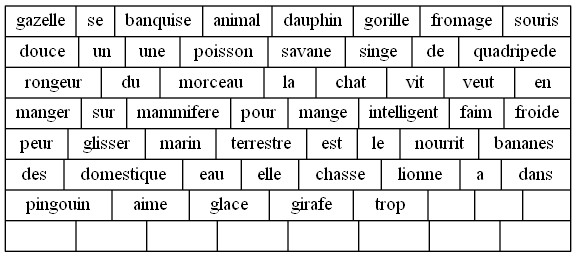 gazelle se banquise animal dauphin gorille fromage souris
douce un une poisson savane singe de quadripede
rongeur du morceau la chat vit veut en
manger sur mammifere pour mange intelligent faim froide
peur glisser marin terrestre est le nourrit bananes
des domestique eau elle chasse lionne a dans
pingouin aime glace girafe trop